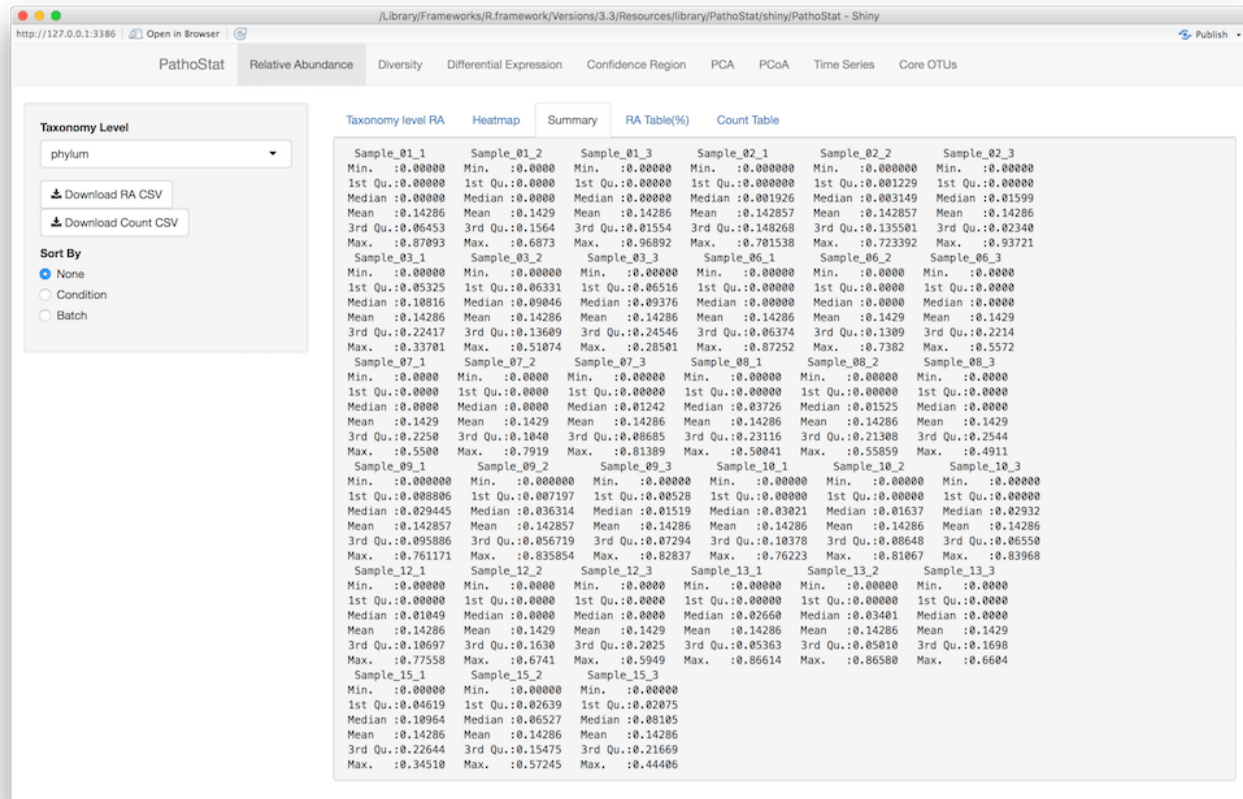 /Library/Frameworks/R.framework/Versions/3.3/Resources/library/PathoStat/shiny/PathoStat - Shiny
http://127.0.0.1:3386 Open in Browser Publish
PathoStat Relative Abundance Diversity Differential Expression Confidence Region PCA PCoA Time Series Core OTUs
Taxonomy Level
phylum
Download RA CSV
Download Count CSV
Sort By
None
Condition
Batch
Taxonomy level RA Heatmap Summary RA Table(%) Count Table
Sample_01_1 Sample_01_2 Sample_01_3 Sample_02_1 Sample_02_2 Sample_02_3
Min. :0.00000 Min. :0.0000 Min. :0.00000 Min. :0.000000 Min. :0.000000 Min. :0.00000
1st Qu.:0.00000 1st Qu.:0.0000 1st Qu.:0.00000 1st Qu.:0.000000 1st Qu.:0.001229 1st Qu.:0.00000
Median :0.00000 Median :0.0000 Median :0.00000 Median :0.001926 Median :0.003149 Median :0.01599
Mean :0.14286 Mean :0.1429 Mean :0.14286 Mean :0.142857 Mean :0.142857 Mean :0.14286
3rd Qu.:0.06453 3rd Qu.:0.1564 3rd Qu.:0.01554 3rd Qu.:0.148268 3rd Qu.:0.135501 3rd Qu.:0.02340
Max. :0.87093 Max. :0.6873 Max. :0.96892 Max. :0.701538 Max. :0.723392 Max. :0.93721
Sample_03_1 Sample_03_2 Sample_03_3 Sample_06_1 Sample_06_2 Sample_06_3
Min. :0.00000 Min. :0.00000 Min. :0.00000 Min. :0.00000 Min. :0.0000 Min. :0.0000
1st Qu.:0.05325 1st Qu.:0.06331 1st Qu.:0.06516 1st Qu.:0.00000 1st Qu.:0.0000 1st Qu.:0.0000
Median :0.10816 Median :0.09046 Median :0.09376 Median :0.00000 Median :0.0000 Median :0.0000
Mean :0.14286 Mean :0.14286 Mean :0.14286 Mean :0.14286 Mean :0.1429 Mean :0.1429
3rd Qu.:0.22417 3rd Qu.:0.13609 3rd Qu.:0.24546 3rd Qu.:0.06374 3rd Qu.:0.1309 3rd Qu.:0.2214
Max. :0.33701 Max. :0.51074 Max. :0.28501 Max. :0.87252 Max. :0.7382 Max. :0.5572
Sample_07_1 Sample_07_2 Sample_07_3 Sample_08_1 Sample_08_2 Sample_08_3
Min. :0.0000 Min. :0.0000 Min. :0.00000 Min. :0.00000 Min. :0.00000 Min. :0.0000
1st Qu.:0.0000 1st Qu.:0.0000 1st Qu.:0.00000 1st Qu.:0.00000 1st Qu.:0.00000 1st Qu.:0.0000
Median :0.0000 Median :0.0000 Median :0.01242 Median :0.03726 Median :0.01525 Median :0.0000
Mean :0.1429 Mean :0.1429 Mean :0.14286 Mean :0.14286 Mean :0.14286 Mean :0.1429
3rd Qu.:0.2250 3rd Qu.:0.1040 3rd Qu.:0.08685 3rd Qu.:0.23116 3rd Qu.:0.21308 3rd Qu.:0.2544
Max. :0.5500 Max. :0.7919 Max. :0.81389 Max. :0.50041 Max. :0.55859 Max. :0.4911
Sample_09_1 Sample_09_2 Sample_09_3 Sample_10_1 Sample_10_2 Sample_10_3
Min. :0.000000 Min. :0.000000 Min. :0.00000 Min. :0.00000 Min. :0.00000 Min. :0.00000
1st Qu.:0.008806 1st Qu.:0.007197 1st Qu.:0.00528 1st Qu.:0.00000 1st Qu.:0.00000 1st Qu.:0.00000
Median :0.029445 Median :0.036314 Median :0.01519 Median :0.03021 Median :0.01637 Median :0.02932
Mean :0.142857 Mean :0.142857 Mean :0.14286 Mean :0.14286 Mean :0.14286 Mean :0.14286
3rd Qu.:0.095886 3rd Qu.:0.056719 3rd Qu.:0.07294 3rd Qu.:0.10378 3rd Qu.:0.08648 3rd Qu.:0.06550
Max. :0.761171 Max. :0.835854 Max. :0.82837 Max. :0.76223 Max. :0.81067 Max. :0.83968
Sample_12_1 Sample_12_2 Sample_12_3 Sample_13_1 Sample_13_2 Sample_13_3
Min. :0.00000 Min. :0.0000 Min. :0.0000 Min. :0.00000 Min. :0.00000 Min. :0.0000
1st Qu.:0.00000 1st Qu.:0.0000 1st Qu.:0.0000 1st Qu.:0.00000 1st Qu.:0.00000 1st Qu.:0.0000
Median :0.01049 Median :0.0000 Median :0.0000 Median :0.02660 Median :0.03401 Median :0.0000
Mean :0.14286 Mean :0.1429 Mean :0.1429 Mean :0.14286 Mean :0.14286 Mean :0.1429
3rd Qu.:0.10697 3rd Qu.:0.1630 3rd Qu.:0.2025 3rd Qu.:0.05363 3rd Qu.:0.05010 3rd Qu.:0.1698
Max. :0.77558 Max. :0.6741 Max. :0.5949 Max. :0.86614 Max. :0.86580 Max. :0.6604
Sample_15_1 Sample_15_2 Sample_15_3
Min. :0.00000 Min. :0.00000 Min. :0.00000
1st Qu.:0.04619 1st Qu.:0.02639 1st Qu.:0.02075
Median :0.10964 Median :0.06527 Median :0.08105
Mean :0.14286 Mean :0.14286 Mean :0.14286
3rd Qu.:0.22644 3rd Qu.:0.15475 3rd Qu.:0.21669
Max. :0.34510 Max. :0.57245 Max. :0.44406